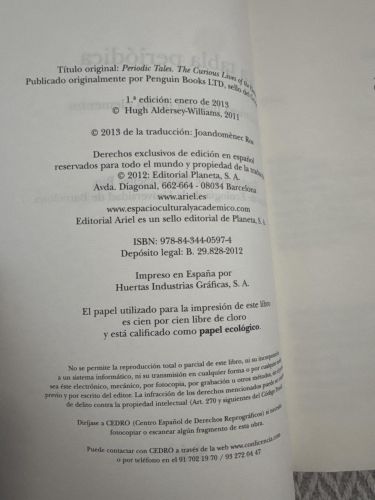 Título original: Periodic Tales. The Curious Lives of the
Publicado originalmente por Penguin Books LTD, sello del
1.ª edición: enero de 2013
© Hugh Aldersey-Williams, 2011
© 2013 de la traducción: Joandomènec
Derechos exclusivos de edición en español
reservados para todo el mundo y propiedad de la
© 2012: Editorial Planeta, S. A.
Avda. Diagonal, 662-664 - 08034 Barcelona
www.ariel.es
www.espacioculturalyacademico.com
Editorial Ariel es un sello editorial de Planeta, S.
ISBN: 978-84-344-0597-4
Depósito legal: B. 29.828-2012
Impreso en España por
Huertas Industrias Gráficas, S. A.
El papel utilizado para la impresión de este libro
es cien por cien libre de cloro
y está calificado como papel ecológico.
No se permite la reproducción total o parcial de este libro, ni su
a un sistema informático, ni su transmisión en cualquier forma o por cualquier
sea éste electrónico, mecánico, por fotocopia, por grabación u otros métodos,
previo y por escrito del editor. La infracción de los derechos mencionados puede
de delito contra la propiedad intelectual (Art. 270 y siguientes del Código
Diríjase a CEDRO (Centro Español de Derechos Reprográficos) si necesita
fotocopiar o escanear algún fragmento de esta obra.
Puede contactar con CEDRO a través de la web www.conlicencia.com
o por teléfono en el 91 702 19 70 / 93 272 04 47